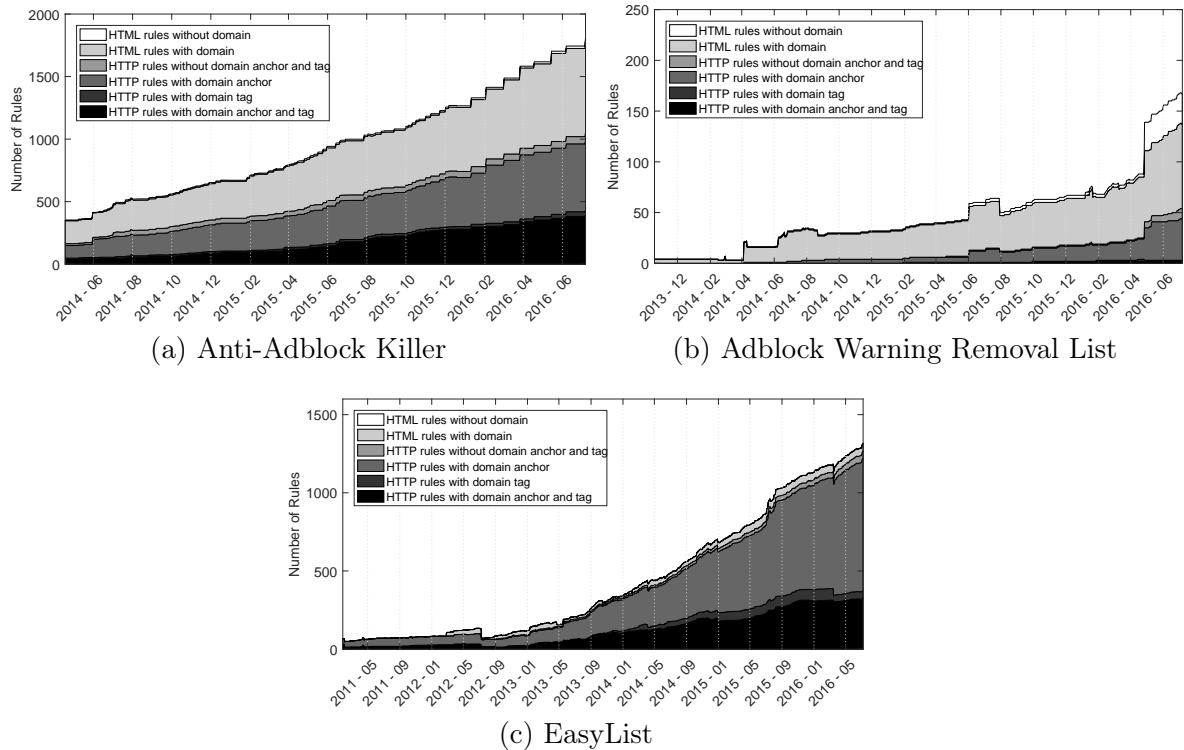 2000
1500
1000
500
0
Number of Rules
HTML rules without domain
HTML rules with domain
HTTP rules without domain anchor and tag
HTTP rules with domain anchor
HTTP rules with domain tag
HTTP rules with domain anchor and tag
2014 - 06
2014 - 08
2014 - 10
2014 - 12
2015 - 02
2015 - 04
2015 - 06
2015 - 08
2015 - 10
2015 - 12
2016 - 02
2016 - 04
2016 - 06
(a) Anti-Adblock Killer
250
200
150
100
50
0
Number of Rules
HTML rules without domain
HTML rules with domain
HTTP rules without domain anchor and tag
HTTP rules with domain anchor
HTTP rules with domain tag
HTTP rules with domain anchor and tag
2013 - 12
2014 - 02
2014 - 04
2014 - 06
2014 - 08
2014 - 10
2014 - 12
2015 - 02
2015 - 04
2015 - 06
2015 - 08
2015 - 10
2015 - 12
2016 - 02
2016 - 04
2016 - 06
(b) Adblock Warning Removal List
1500
1000
500
0
Number of Rules
HTML rules without domain
HTML rules with domain
HTTP rules without domain anchor and tag
HTTP rules with domain anchor
HTTP rules with domain tag
HTTP rules with domain anchor and tag
2011 - 05
2011 - 09
2012 - 01
2012 - 05
2012 - 09
2013 - 01
2013 - 05
2013 - 09
2014 - 01
2014 - 05
2014 - 09
2015 - 01
2015 - 05
2015 - 09
2016 - 01
2016 - 05
(c) EasyList